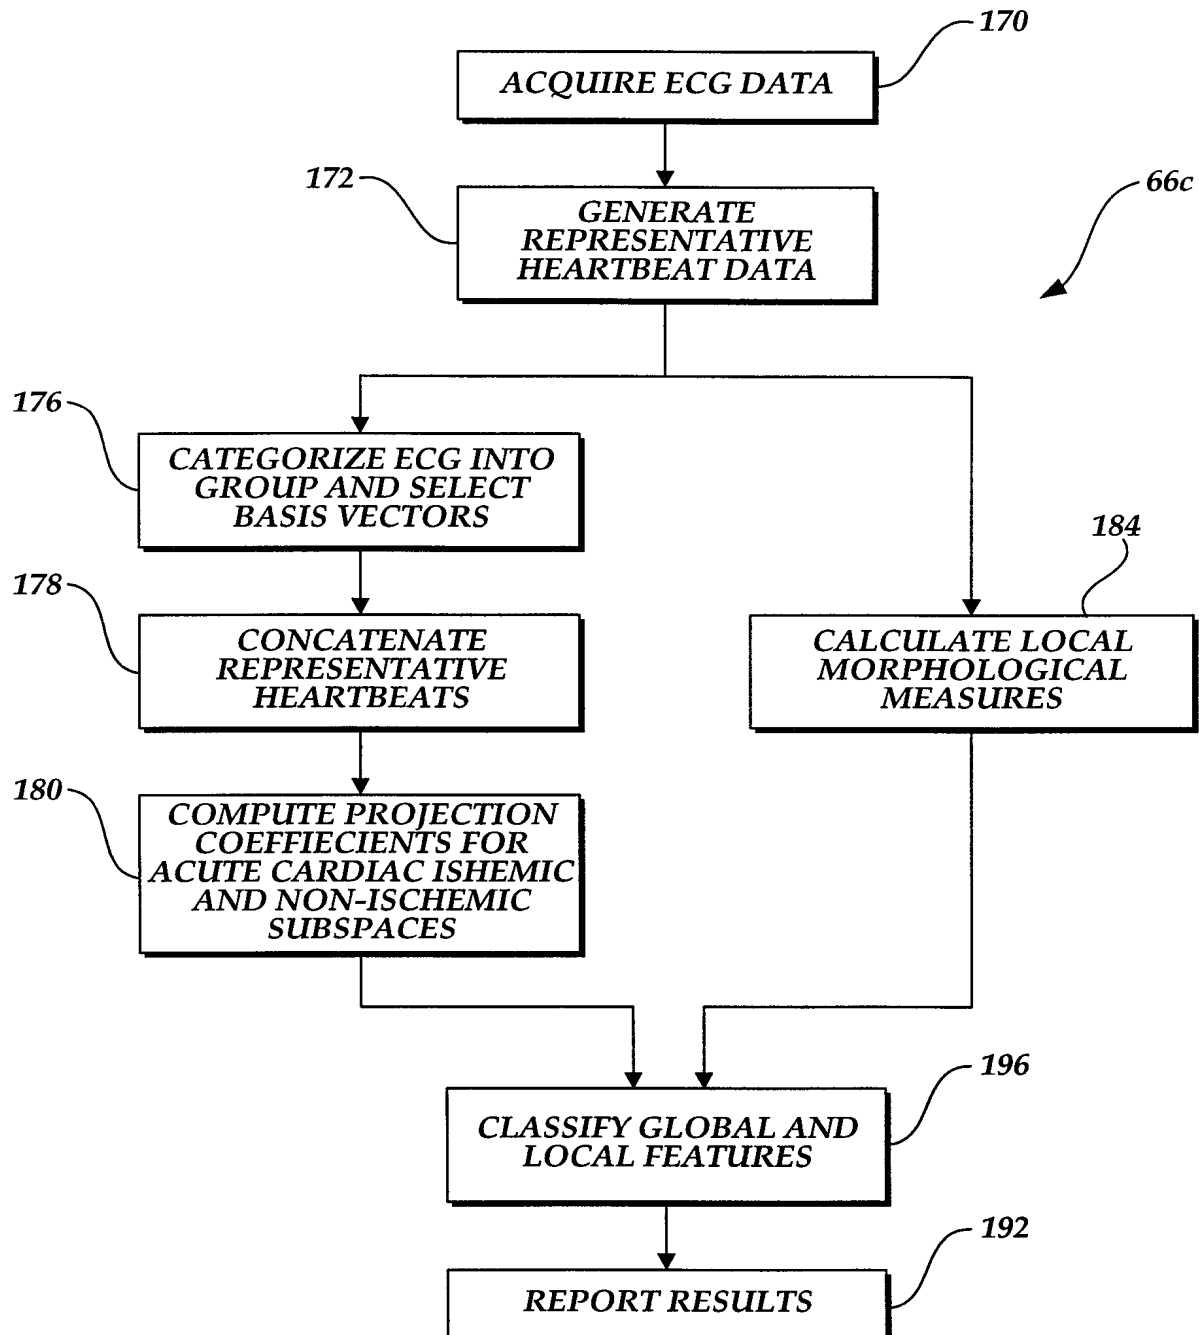 170
ACQUIRE ECG DATA
172
GENERATE
REPRESENTATIVE
HEARTBEAT DATA
66c
176
CATEGORIZE ECG INTO
GROUP AND SELECT
BASIS VECTORS
178
CONCATENATE
REPRESENTATIVE
HEARTBEATS
184
CALCULATE LOCAL
MORPHOLOGICAL
MEASURES
180
COMPUTE PROJECTION
COEFFIECIENTS FOR
ACUTE CARDIAC ISHEMIC
AND NON-ISCHEMIC
SUBSPACES
196
CLASSIFY GLOBAL AND
LOCAL FEATURES
192
REPORT RESULTS